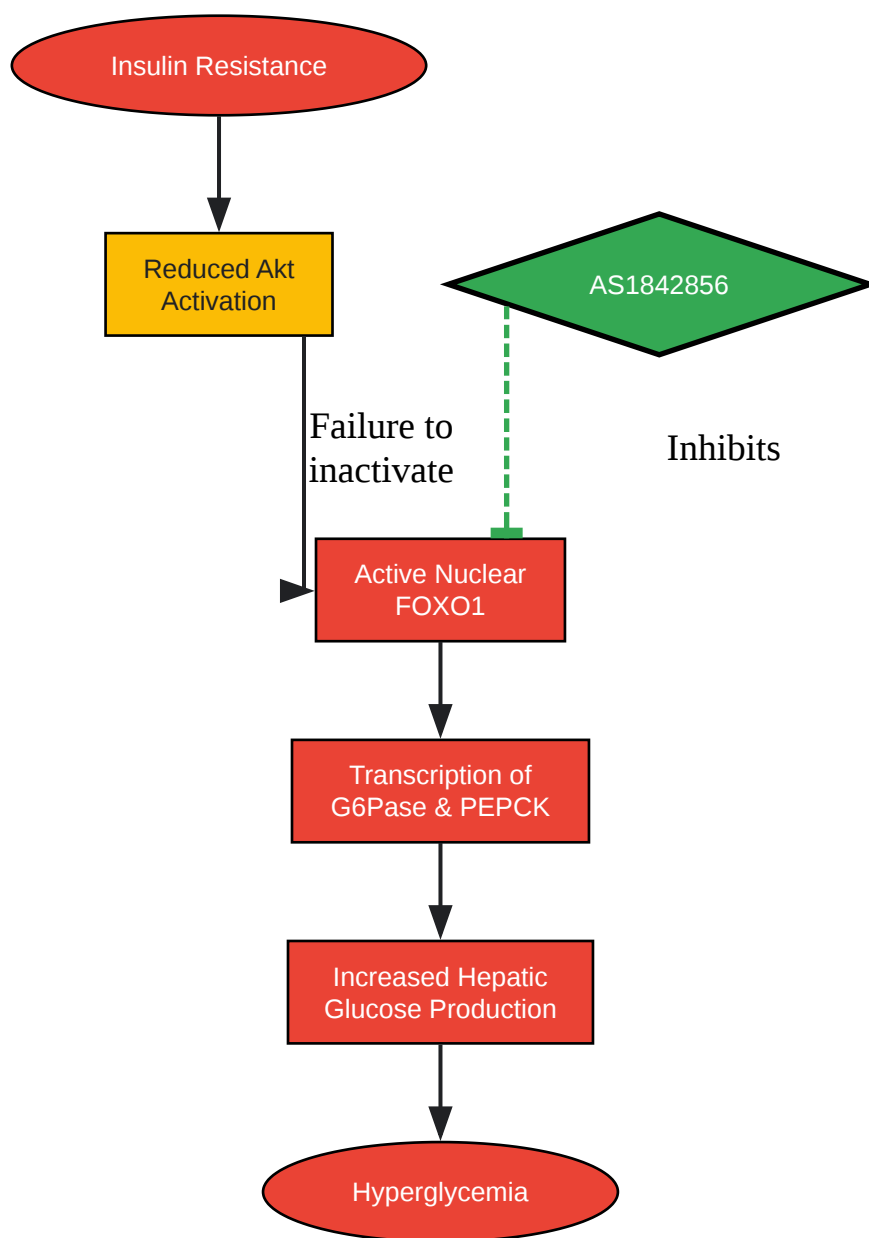 Insulin Resistance
Reduced Akt
Activation
AS1842856
Failure to
inactivate
Inhibits
Active Nuclear
FOXO1
Transcription of
G6Pase & PEPCK
Increased Hepatic
Glucose Production
Hyperglycemia